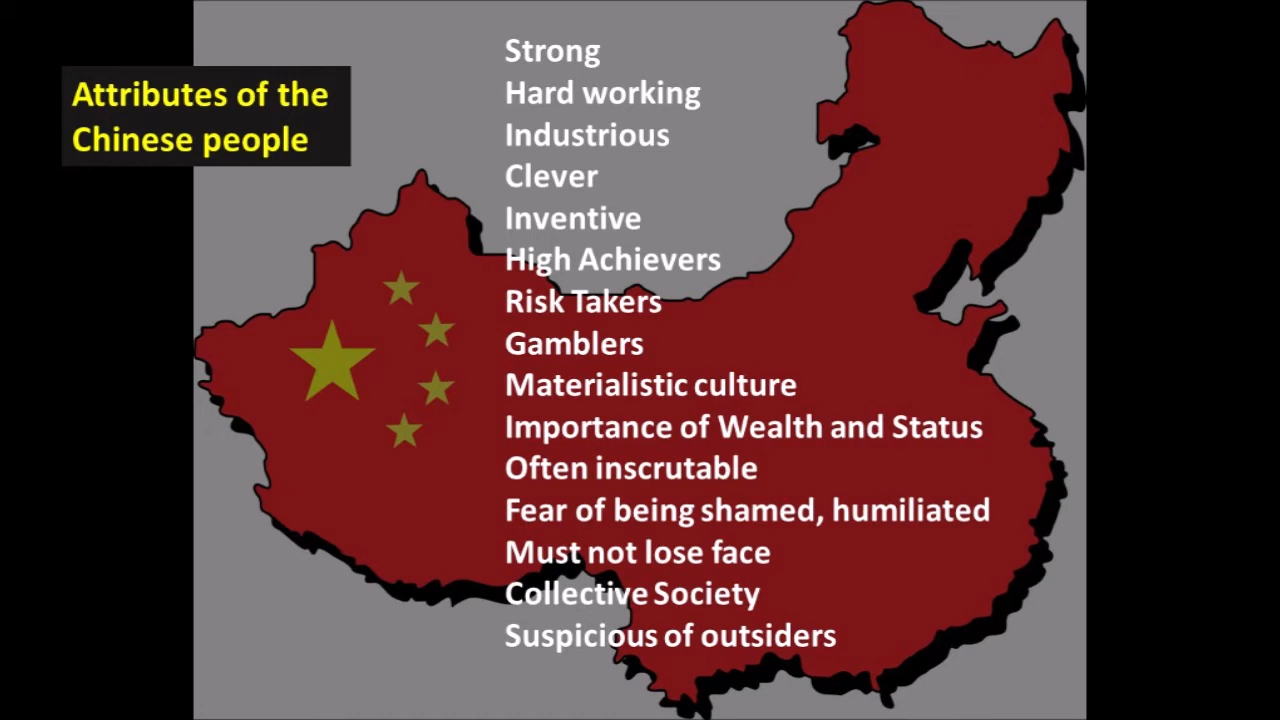 Attributes of the
Chinese people
Strong
Hard working
Industrious
Clever
Inventive
High Achievers
Risk Takers
Gamblers
Materialistic culture
Importance of Wealth and Status
Often inscrutable
Fear of being shamed, humiliated
Must not lose face
Collective Society
Suspicious of outsiders